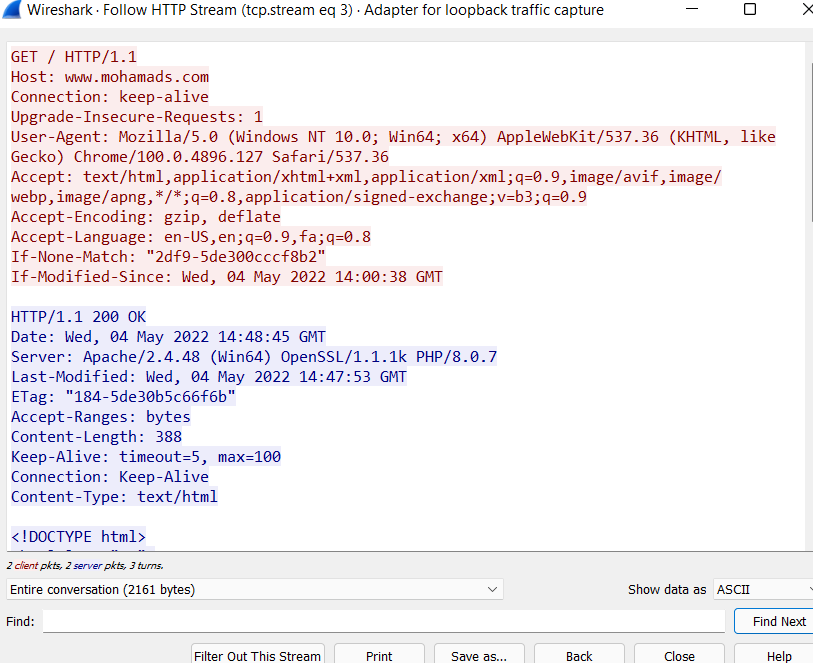 Wireshark · Follow HTTP Stream (tcp.stream eq 3) · Adapter for loopback traffic capture
GET / HTTP/1.1
Host: www.mohamads.com
Connection: keep-alive
Upgrade-Insecure-Requests: 1
User-Agent: Mozilla/5.0 (Windows NT 10.0; Win64; x64) AppleWebKit/537.36 (KHTML, like
Gecko) Chrome/100.0.4896.127 Safari/537.36
Accept: text/html,application/xhtml+xml,application/xml;q=0.9,image/avif,image/
webp,image/apng,*/*;q=0.8,application/signed-exchange;v=b3;q=0.9
Accept-Encoding: gzip, deflate
Accept-Language: en-US,en;q=0.9,fa;q=0.8
If-None-Match: "2df9-5de300cccf8b2"
If-Modified-Since: Wed, 04 May 2022 14:00:38 GMT
HTTP/1.1 200 OK
Date: Wed, 04 May 2022 14:48:45 GMT
Server: Apache/2.4.48 (Win64) OpenSSL/1.1.1k PHP/8.0.7
Last-Modified: Wed, 04 May 2022 14:47:53 GMT
ETag: "184-5de30b5c66f6b"
Accept-Ranges: bytes
Content-Length: 388
Keep-Alive: timeout=5, max=100
Connection: Keep-Alive
Content-Type: text/html
<!DOCTYPE html>
2 client pkts, 2 server pkts, 3 turns.
Entire conversation (2161 bytes)
Show data as ASCII
Find:
Find Next
Filter Out This Stream
Print
Save as...
Back
Close
Help